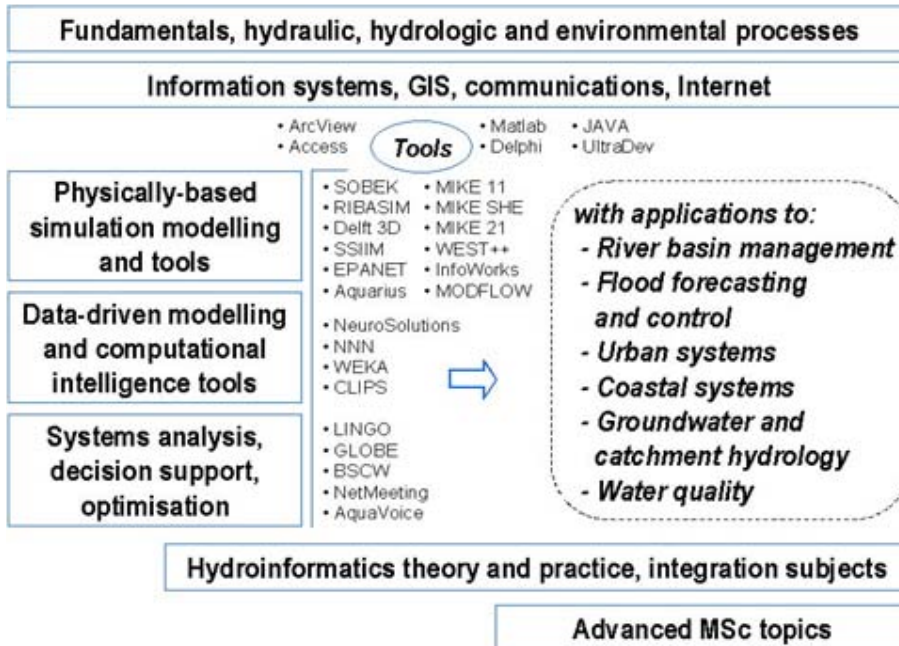 Fundamentals, hydraulic, hydrologic and environmental processes
Information systems, GIS, communications, Internet
• ArcView
• Access
Tools
• Matlab
• Delphi
• JAVA
• UltraDev
Physically-based
simulation modelling
and tools
• SOBEK
• RIBASIM
• Delft 3D
• SSIIM
• EPANET
• Aquarius
• MIKE 11
• MIKE SHE
• MIKE 21
• WEST++
• InfoWorks
• MODFLOW
Data-driven modelling
and computational
intelligence tools
• NeuroSolutions
• NNN
• WEKA
• CLIPS
Systems analysis,
decision support,
optimisation
• LINGO
• GLOBE
• BSCW
• NetMeeting
• AquaVoice
with applications to:
- River basin management
- Flood forecasting
and control
- Urban systems
- Coastal systems
- Groundwater and
catchment hydrology
- Water quality
Hydroinformatics theory and practice, integration subjects
Advanced MSc topics